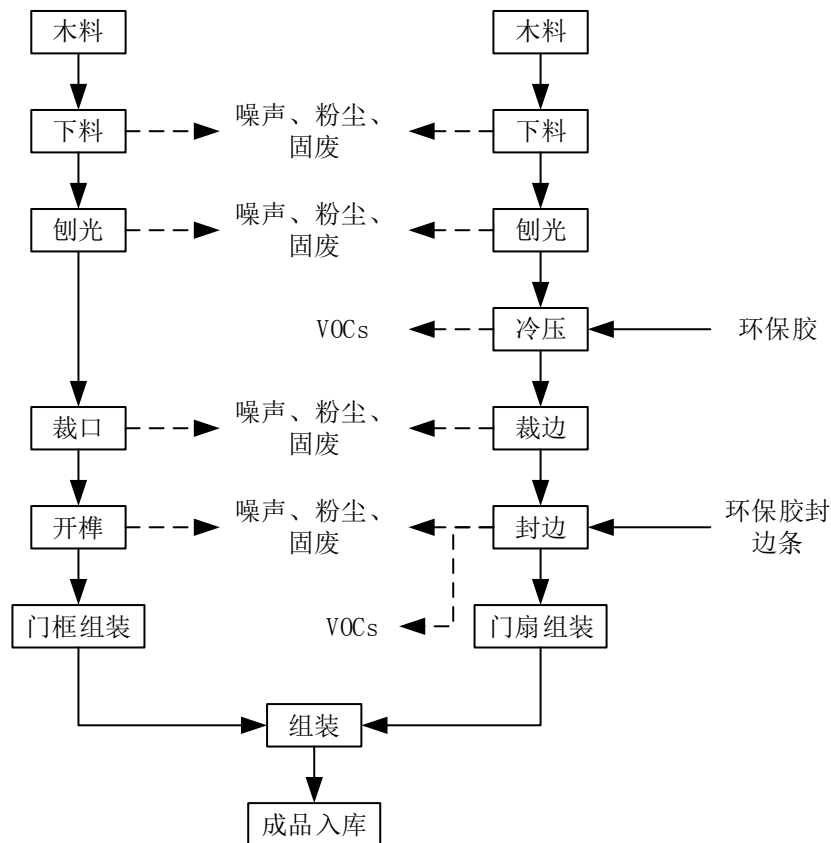 木料
木料
下料
噪声、粉尘、
固废
下料
刨光
噪声、粉尘、
固废
刨光
VOCs
冷压
环保胶
裁口
噪声、粉尘、
固废
裁边
开榫
噪声、粉尘、
固废
封边
环保胶封
边条
门框组装
VOCs
门扇组装
组装
成品入库